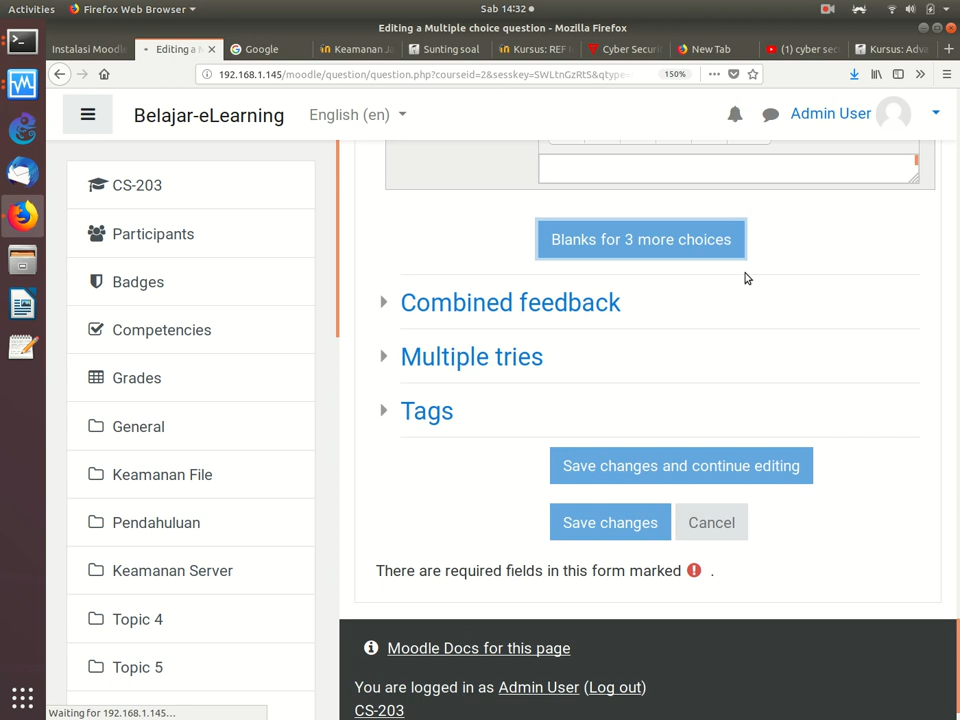 Activities Firefox Web Browser Sab 14:32
Editing a Multiple choice question - Mozilla Firefox
Instalasi Moodl Editing a M Google Keamanan Ju Sunting soal Kursus: REF Cyber Securi New Tab (1) cyber sec Kursus: Adva
192.168.1.145/moodle/question/question.php?courseid=2&sesskey=SWLtnGzRtS&qtype= 150%
Belajar-eLearning English (en) Admin User
CS-203
Participants
Badges
Competencies
Grades
General
Keamanan File
Pendahuluan
Keamanan Server
Topic 4
Topic 5
Blanks for 3 more choices
Combined feedback
Multiple tries
Tags
Save changes and continue editing
Save changes Cancel
There are required fields in this form marked .
Moodle Docs for this page
You are logged in as Admin User (Log out)
CS-203
Waiting for 192.168.1.145...